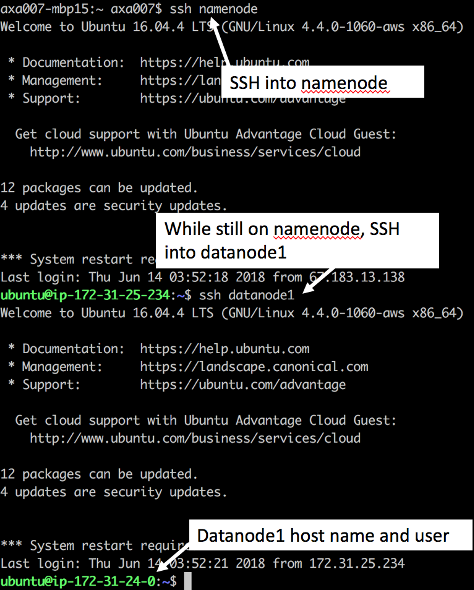 axa007-mbp15:~ axa007$ ssh namenode
Welcome to Ubuntu 16.04.4 LTS (GNU/Linux 4.4.0-1060-aws x86_64)
* Documentation: https://help.ubuntu.com
* Management: https://lan
SSH into namenode
* Support: https://ubuntu.com/advantage
Get cloud support with Ubuntu Advantage Cloud Guest:
http://www.ubuntu.com/business/services/cloud
12 packages can be updated.
4 updates are security updates.
While still on namenode, SSH
into datanode1
*** System restart re
Last login: Thu Jun 14 03:52:18 2018 from 67.183.13.138
ubuntu@ip-172-31-25-234:~$ ssh datanode1
Welcome to Ubuntu 16.04.4 LTS (GNU/Linux 4.4.0-1060-aws x86_64)
* Documentation: https://help.ubuntu.com
* Management: https://landscape.canonical.com
* Support: https://ubuntu.com/advantage
Get cloud support with Ubuntu Advantage Cloud Guest:
http://www.ubuntu.com/business/services/cloud
12 packages can be updated.
4 updates are security updates.
Datanode1 host name and user
*** System restart requir
Last login: Thu Jun 14 03:52:21 2018 from 172.31.25.234
ubuntu@ip-172-31-24-0:~$